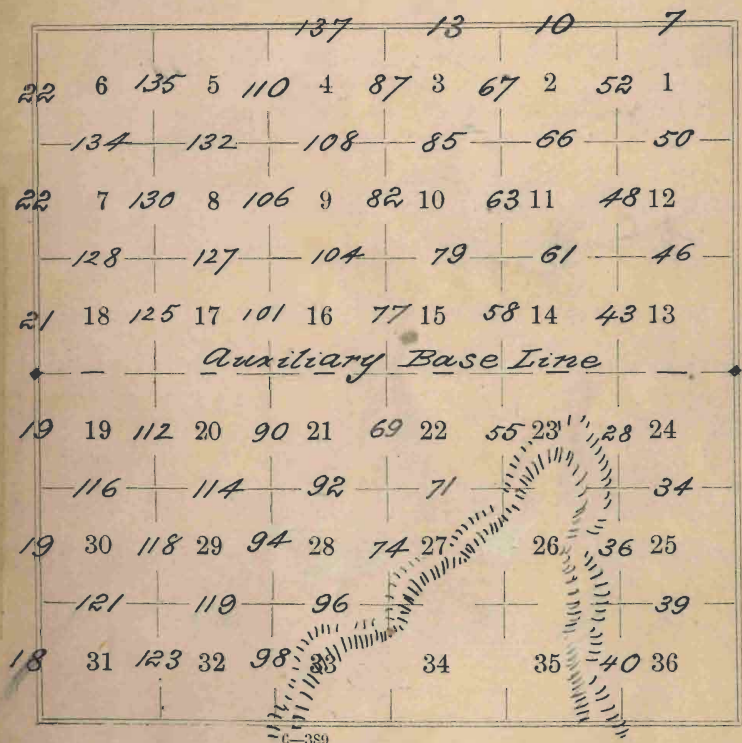 137 13 10 7
22 6 135 5 110 4 87 3 67 2 52 1
134 132 108 85 66 50
22 7 130 8 106 9 82 10 63 11 48 12
128 127 104 79 61 46
21 18 125 17 101 16 77 15 58 14 43 13
Auxiliary Base Line
19 19 112 20 90 21 69 22 55 23 28 24
116 114 92 71 34
19 30 118 29 94 28 74 27 26 36 25
121 119 96 39
18 31 123 32 98 33 34 35 40 36
6—389